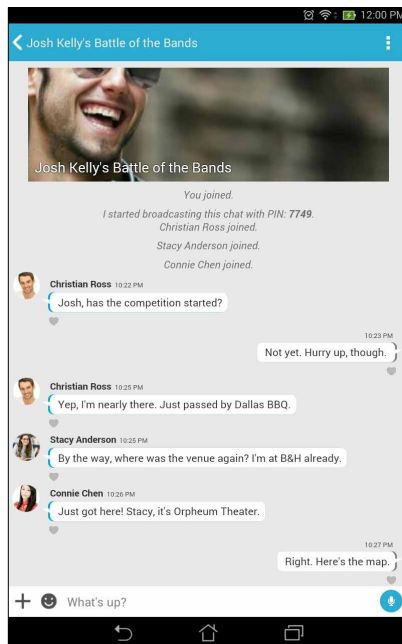 12:00 PM
Josh Kelly's Battle of the Bands
Josh Kelly's Battle of the Bands
You joined.
I started broadcasting this chat with PIN: 7749.
Christian Ross joined.
Stacy Anderson joined.
Connie Chen joined.
Christian Ross 10:22 PM
Josh, has the competition started?
10:23 PM
Not yet. Hurry up, though.
Christian Ross 10:25 PM
Yep, I'm nearly there. Just passed by Dallas BBQ.
Stacy Anderson 10:25 PM
By the way, where was the venue again? I'm at B&H already.
Connie Chen 10:26 PM
Just got here! Stacy, it's Orpheum Theater.
10:27 PM
Right. Here's the map.
What's up?